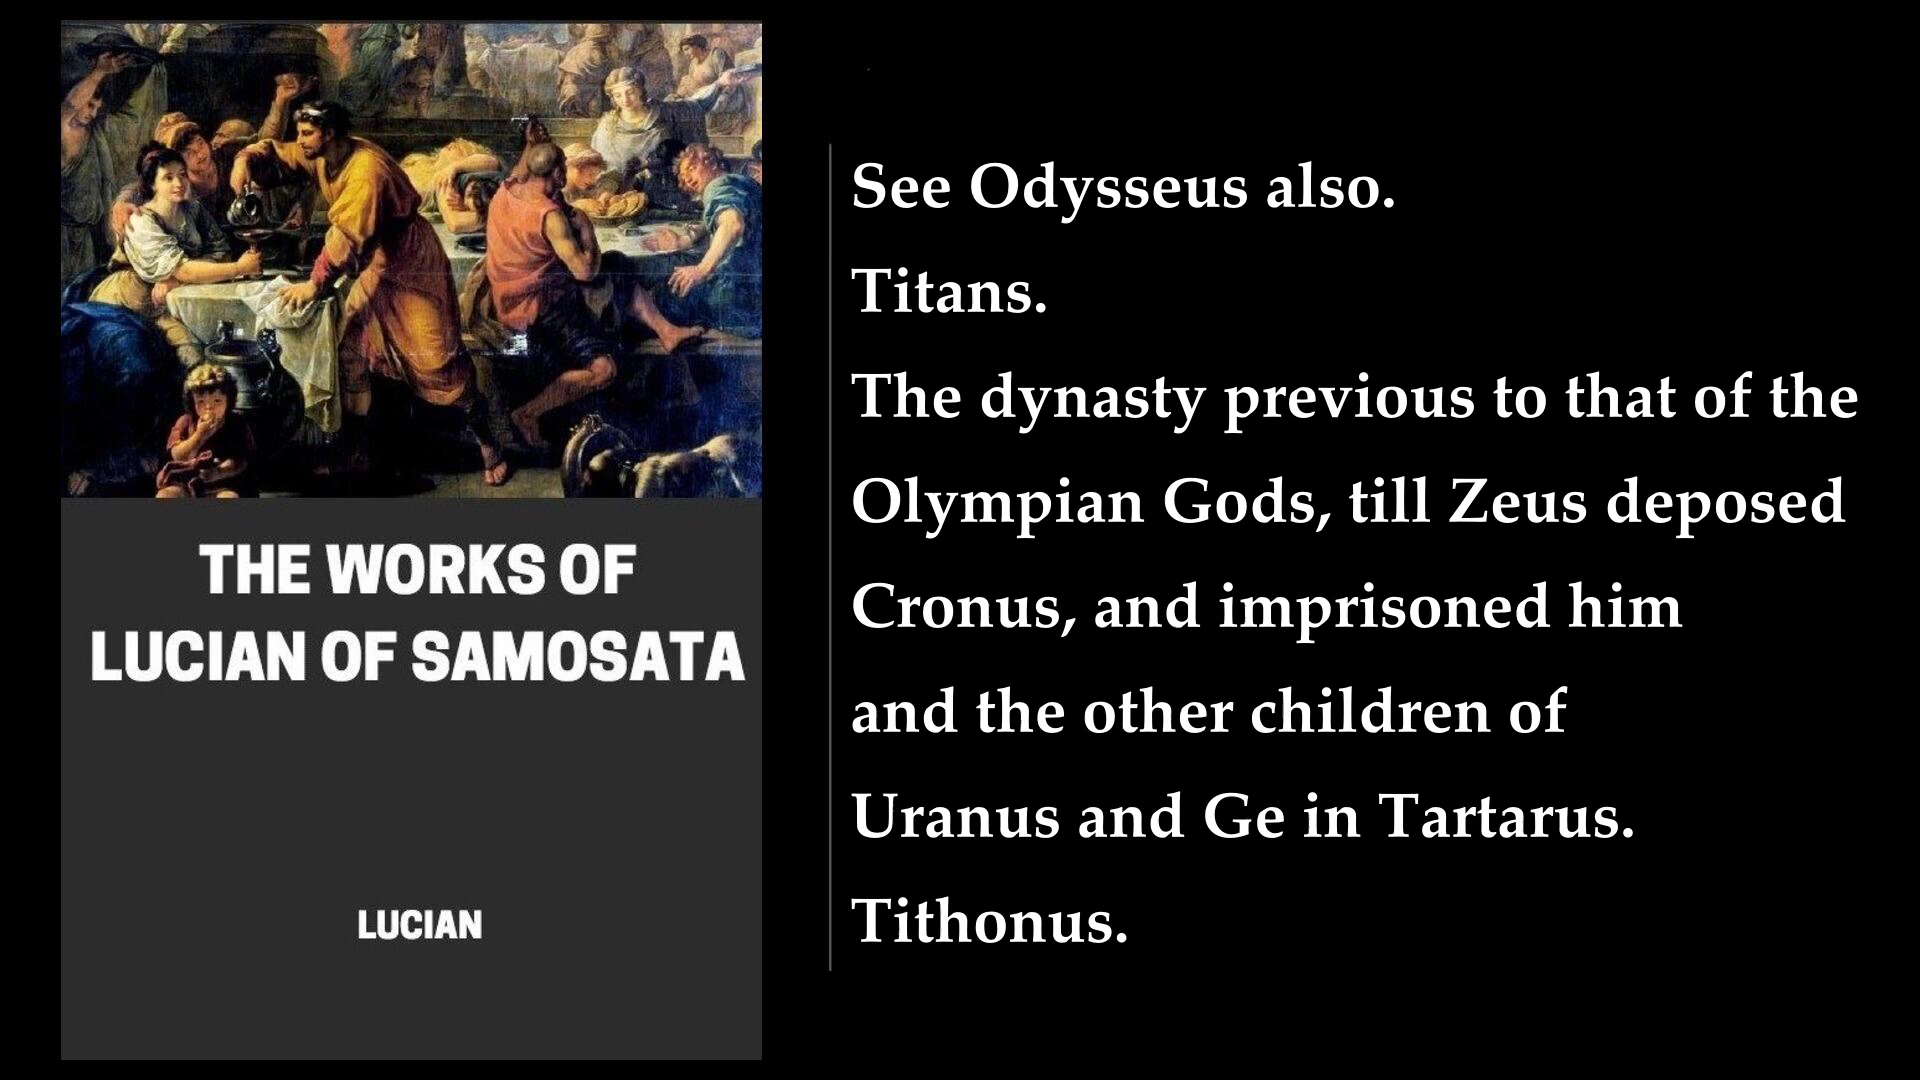 THE WORKS OF
LUCIAN OF SAMOSATA
LUCIAN
See Odysseus also.
Titans.
The dynasty previous to that of the
Olympian Gods, till Zeus deposed
Cronus, and imprisoned him
and the other children of
Uranus and Ge in Tartarus.
Tithonus.